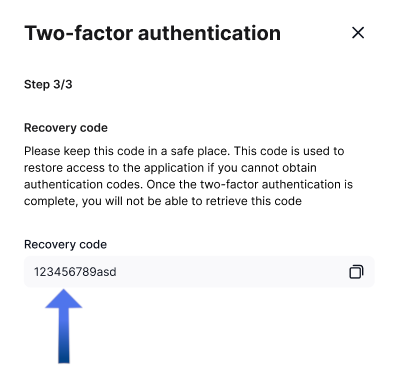 Two-factor authentication
Step 3/3
Recovery code
Please keep this code in a safe place. This code is used to
restore access to the application if you cannot obtain
authentication codes. Once the two-factor authentication is
complete, you will not be able to retrieve this code
Recovery code
123456789asd